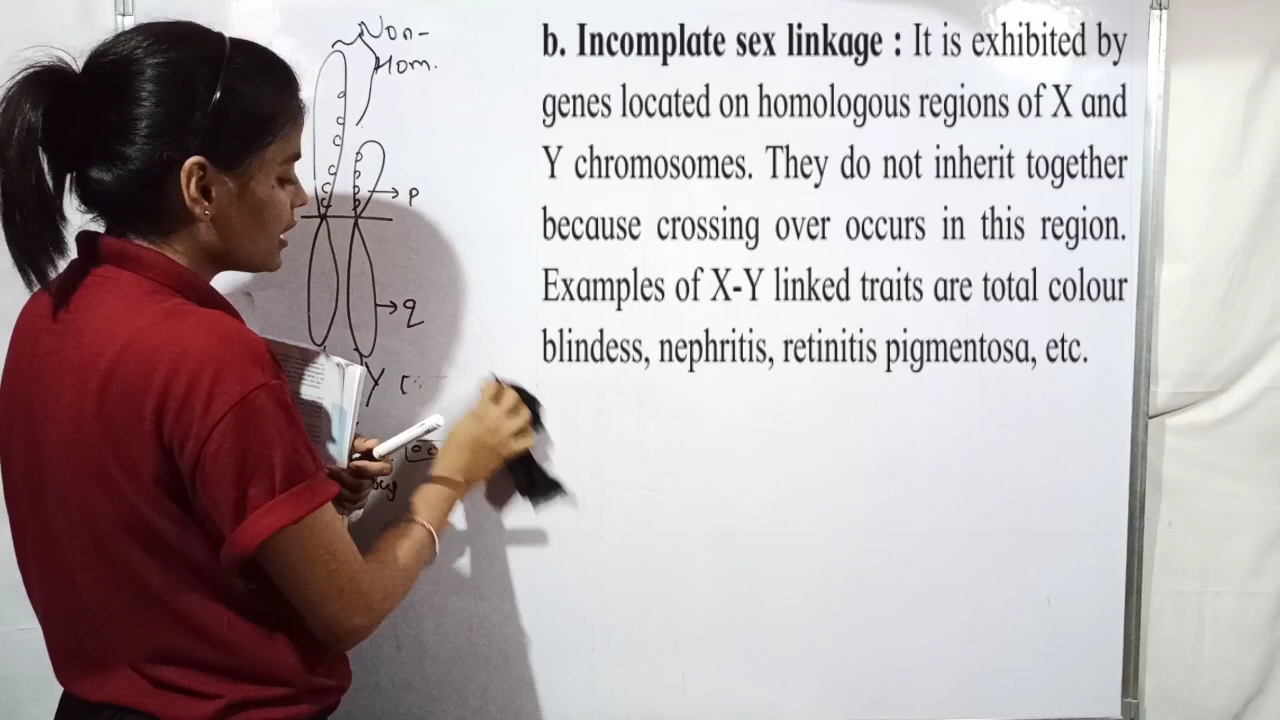 Non-
Hom.
p
q
Y
b. Incomplate sex linkage : It is exhibited by
genes located on homologous regions of X and
Y chromosomes. They do not inherit together
because crossing over occurs in this region.
Examples of X-Y linked traits are total colour
blindess, nephritis, retinitis pigmentosa, etc.